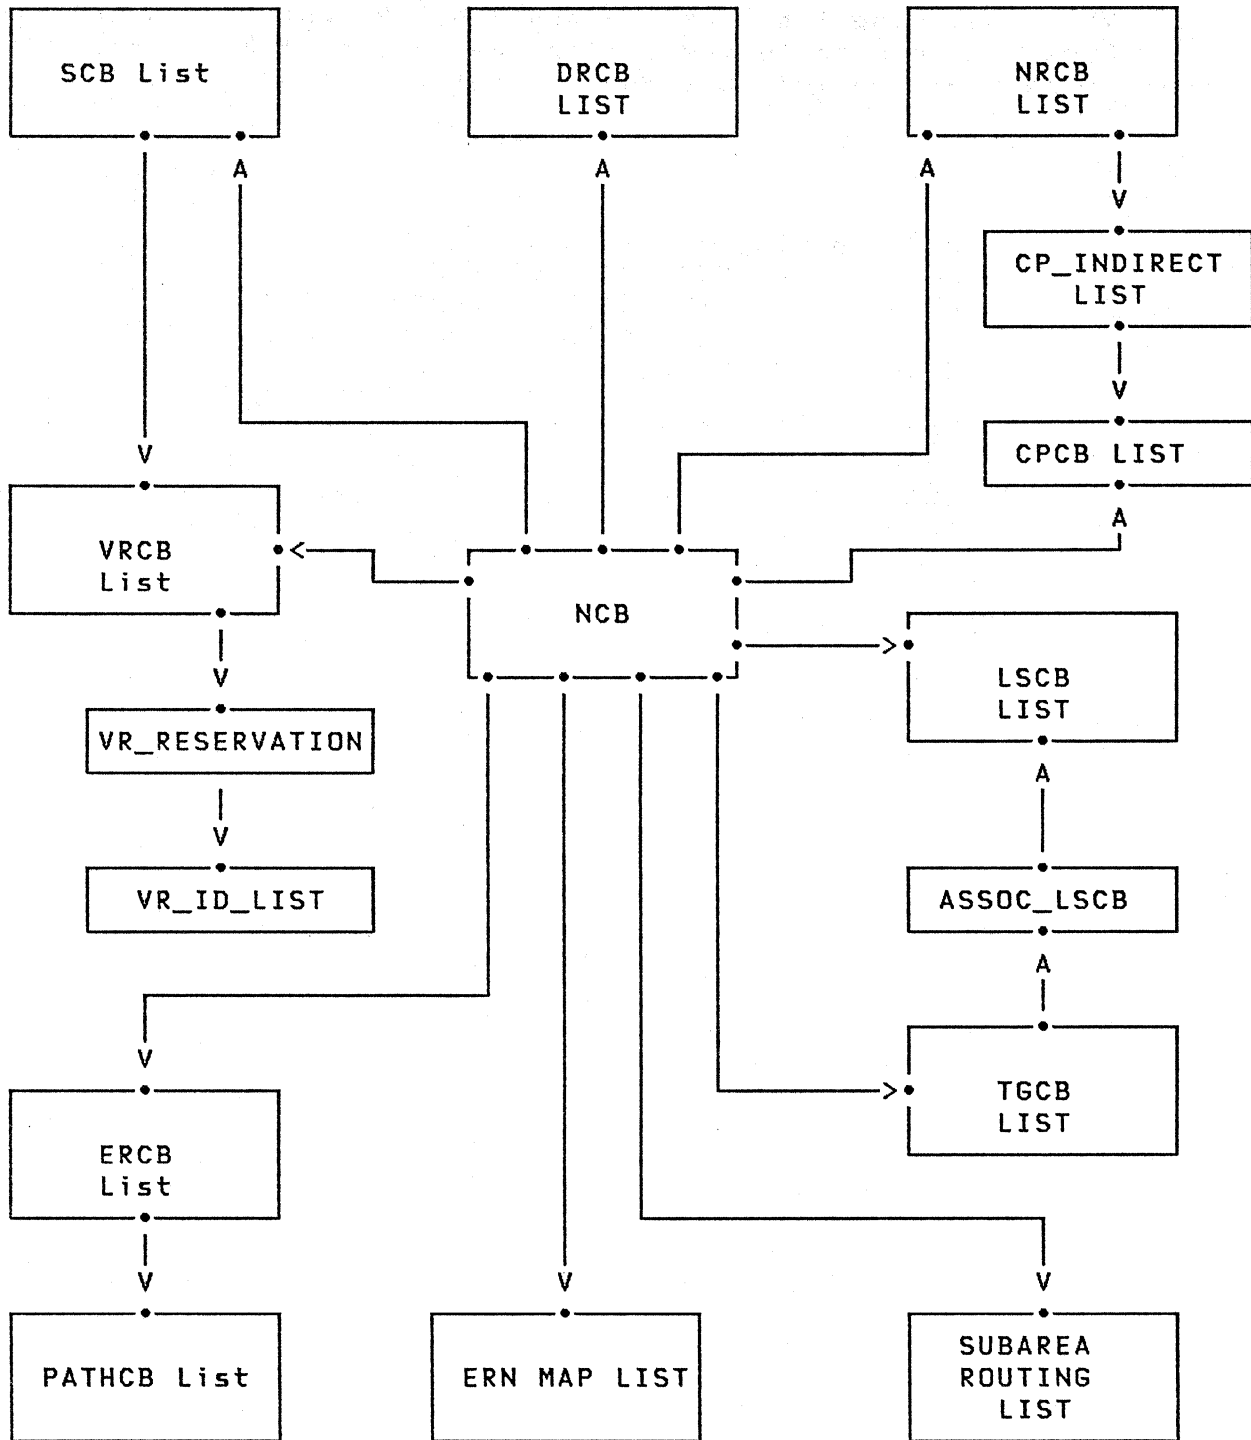 SCB List
DRCB
LIST
NRCB
LIST
CP_INDIRECT
LIST
CPCB LIST
VRCB
List
NCB
LSCB
LIST
VR_RESERVATION
VR_ID_LIST
ASSOC_LSCB
TGCB
LIST
ERCB
List
PATHCB List
ERN MAP LIST
SUBAREA
ROUTING
LIST